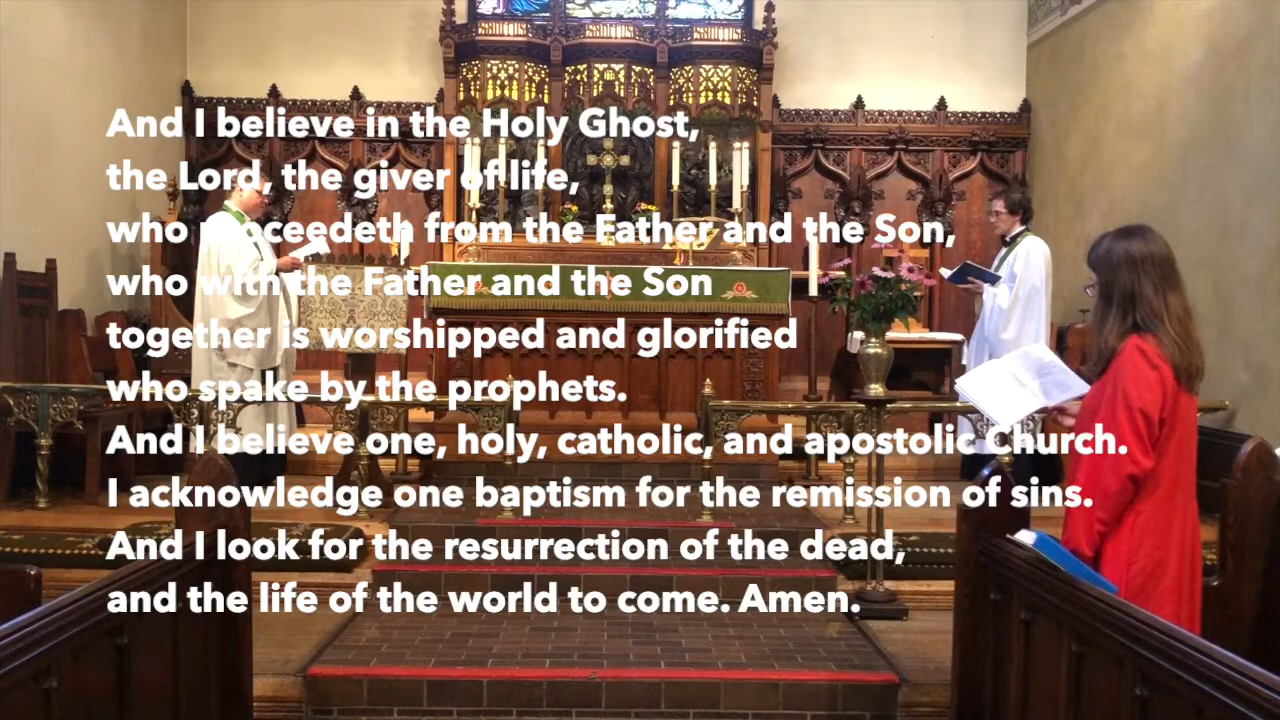 SANCTUS SANCTUS SANCTUS
And I believe in the Holy Ghost,
the Lord, the giver of life,
who proceedeth from the Father and the Son,
who with the Father and the Son
together is worshipped and glorified
who spake by the prophets.
And I believe one, holy, catholic, and apostolic Church.
I acknowledge one baptism for the remission of sins.
And I look for the resurrection of the dead,
and the life of the world to come. Amen.